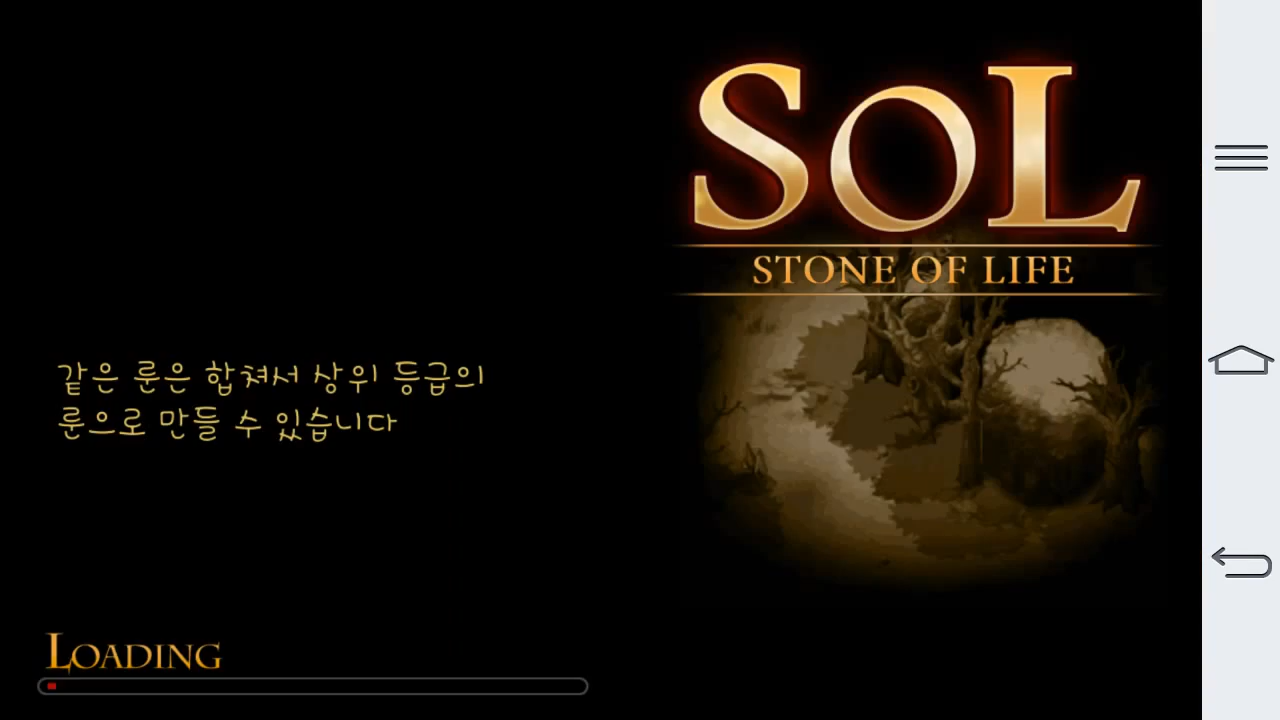 SOL
STONE OF LIFE
같은 룬은 합쳐서 상위 등급의
룬으로 만들 수 있습니다
LOADING